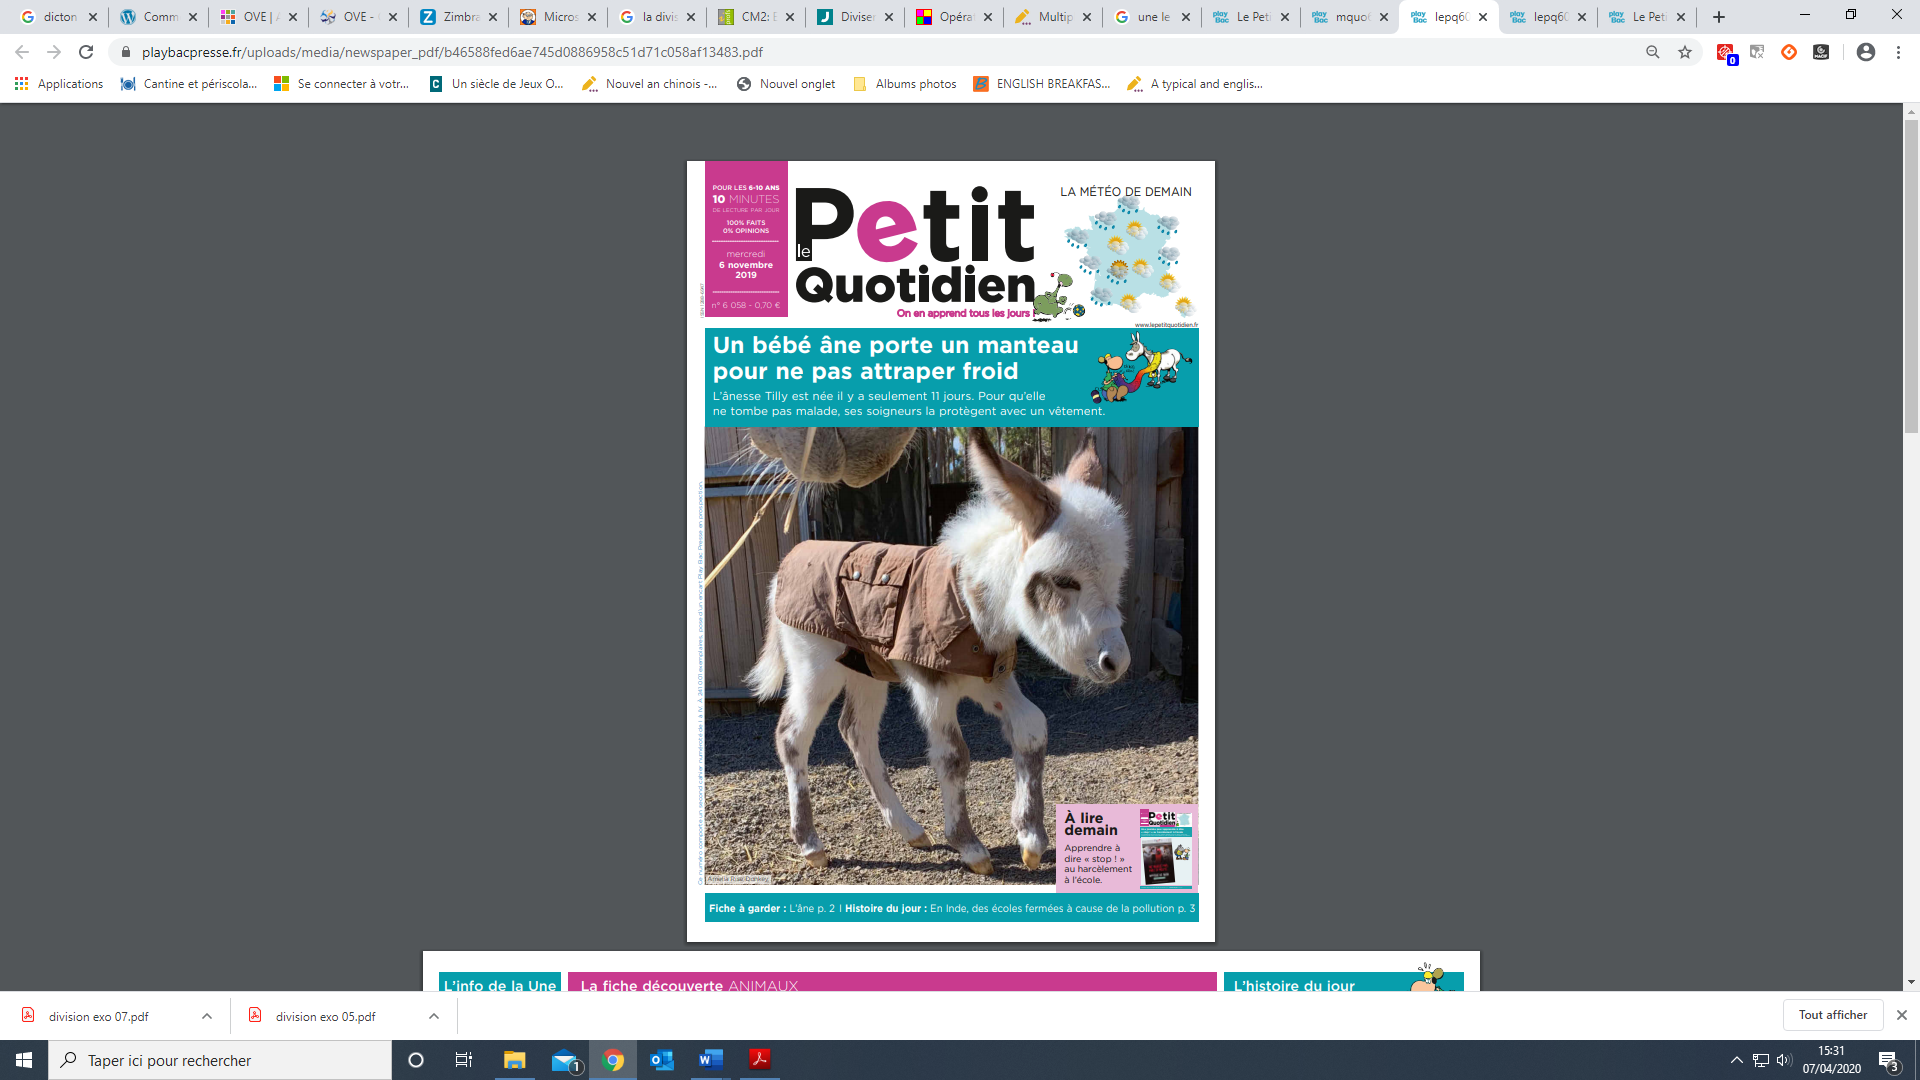 dicton
Comm
OVE | A
OVE -
Zimbra
Micros
la divis
CM2: E
Diviser
Opérat
Multip
une le
Le Peti
mquo6
lepq60
lepq60
Le Peti
playbacpresse.fr/uploads/media/newspaper_pdf/b46588fed6ae745d0886958c51d71c058af13483.pdf
0
Applications
Cantine et périscola...
Se connecter à votr...
Un siècle de Jeux O...
Nouvel an chinois -...
Nouvel onglet
Albums photos
ENGLISH BREAKFAS...
A typical and englis...
POUR LES 6-10 ANS
10 MINUTES
DE LECTURE PAR JOUR
100% FAITS
0% OPINIONS
mercredi
6 novembre
2019
n° 6 058 - 0,70 €
le Petit
Quotidien
On en apprend tous les jours !
LA MÉTÉO DE DEMAIN
www.lepetitquotidien.fr
Un bébé âne porte un manteau
pour ne pas attraper froid
L'ânesse Tilly est née il y a seulement 11 jours. Pour qu'elle
ne tombe pas malade, ses soigneurs la protègent avec un vêtement.
À lire
demain
Apprendre à
dire « stop ! »
au harcèlement
à l'école.
Petit
Quotidien
Fiche à garder : L'âne p. 2 I Histoire du jour : En Inde, des écoles fermées à cause de la pollution p. 3
L'info de la Une
La fiche découverte ANIMAUX
L'histoire du jour
division exo 07.pdf
division exo 05.pdf
Tout afficher
Taper ici pour rechercher
1
15:31
07/04/2020
3